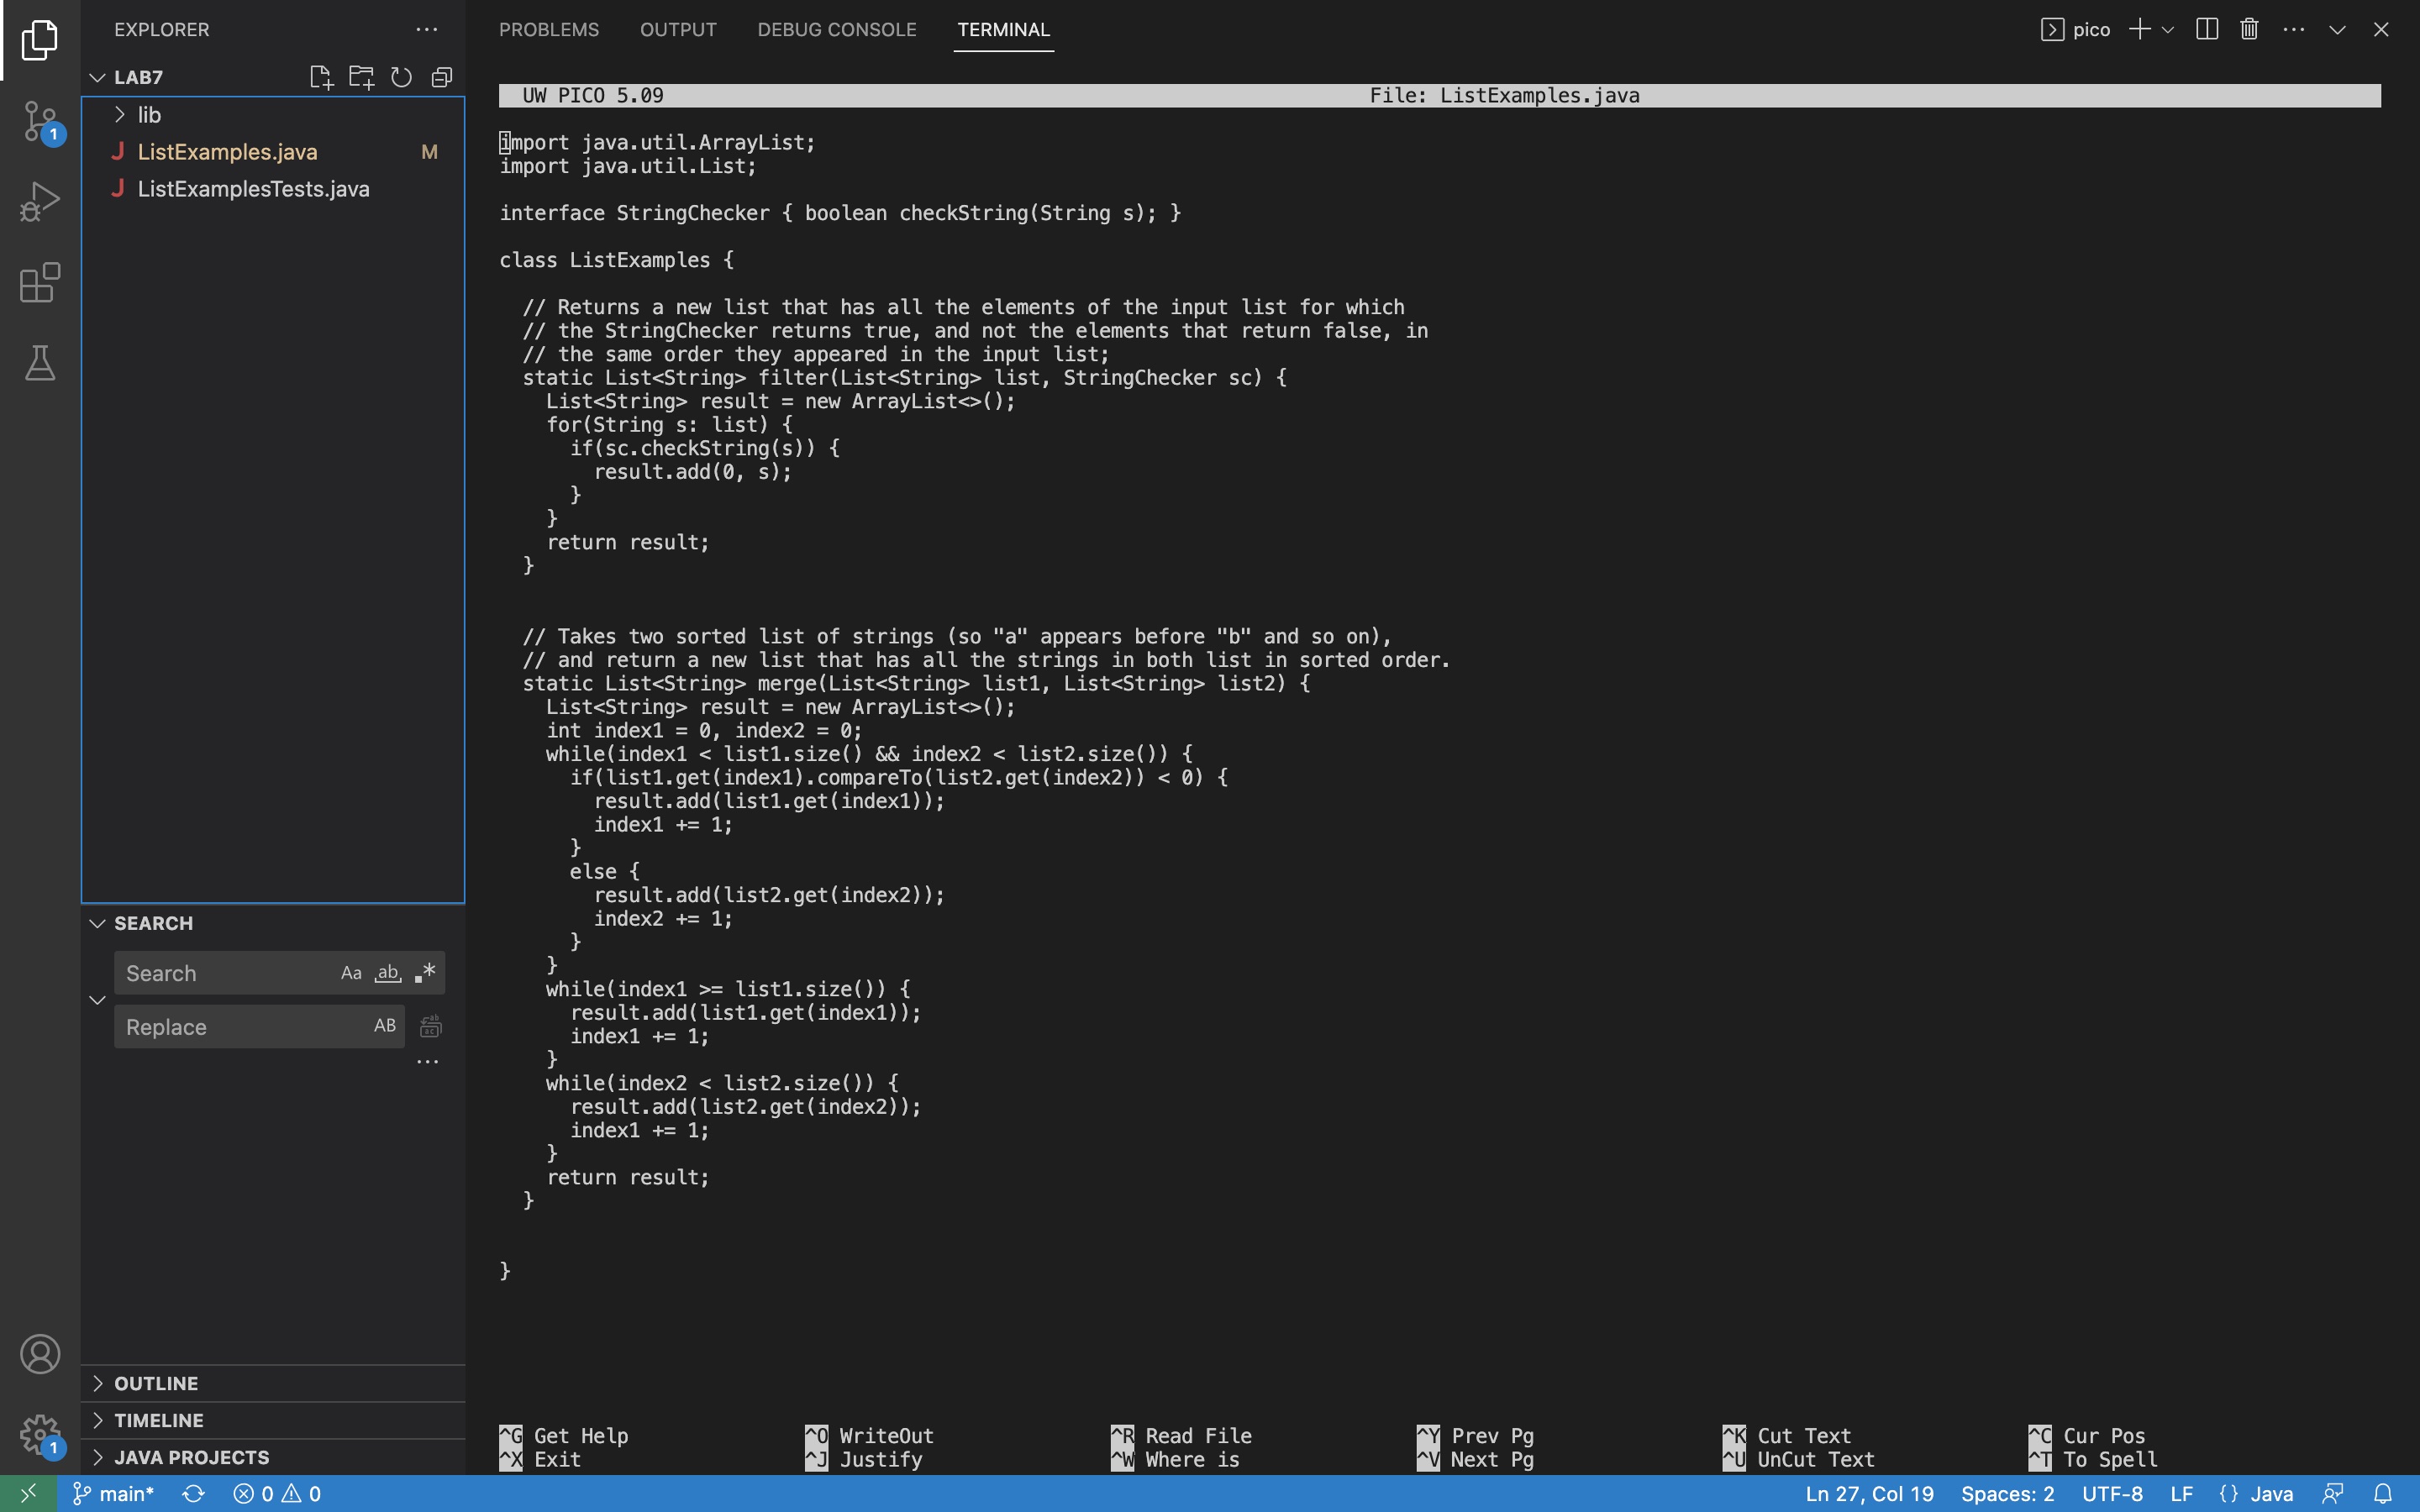 EXPLORER
LAB7
lib
ListExamples.java M
ListExamplesTests.java
SEARCH
Search Aa ab .*
Replace AB
OUTLINE
TIMELINE
JAVA PROJECTS
1
1
PROBLEMS OUTPUT DEBUG CONSOLE TERMINAL pico
UW PICO 5.09 File: ListExamples.java
import java.util.ArrayList;
import java.util.List;
interface StringChecker { boolean checkString(String s); }
class ListExamples {
// Returns a new list that has all the elements of the input list for which
// the StringChecker returns true, and not the elements that return false, in
// the same order they appeared in the input list;
static List<String> filter(List<String> list, StringChecker sc) {
List<String> result = new ArrayList<>();
for(String s: list) {
if(sc.checkString(s)) {
result.add(0, s);
}
}
return result;
}
// Takes two sorted list of strings (so "a" appears before "b" and so on),
// and return a new list that has all the strings in both list in sorted order.
static List<String> merge(List<String> list1, List<String> list2) {
List<String> result = new ArrayList<>();
int index1 = 0, index2 = 0;
while(index1 < list1.size() && index2 < list2.size()) {
if(list1.get(index1).compareTo(list2.get(index2)) < 0) {
result.add(list1.get(index1));
index1 += 1;
}
else {
result.add(list2.get(index2));
index2 += 1;
}
}
while(index1 >= list1.size()) {
result.add(list1.get(index1));
index1 += 1;
}
while(index2 < list2.size()) {
result.add(list2.get(index2));
index1 += 1;
}
return result;
}
}
^G Get Help ^O WriteOut ^R Read File ^Y Prev Pg ^K Cut Text ^C Cur Pos
^X Exit ^J Justify ^W Where is ^V Next Pg ^U UnCut Text ^T To Spell
main* 0 0 Ln 27, Col 19 Spaces: 2 UTF-8 LF {} Java